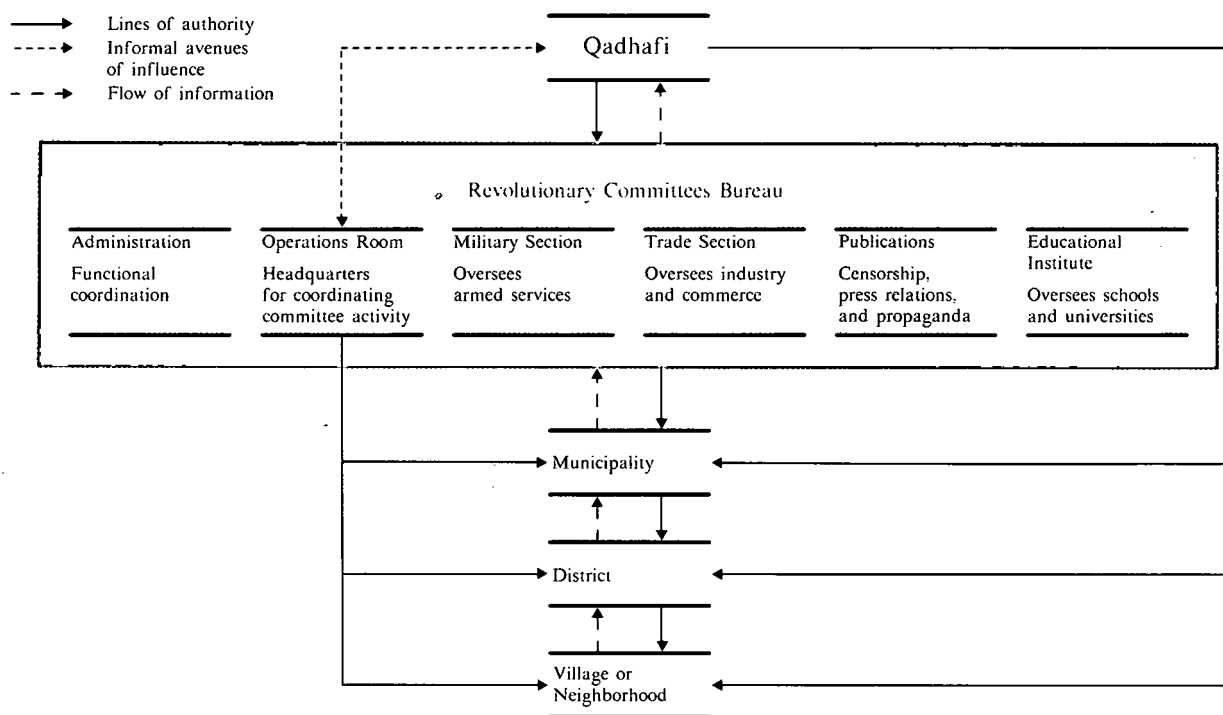 Lines of authority
Informal avenues
of influence
Flow of information
Qadhafi
Revolutionary Committees Bureau
Administration
Functional
coordination
Operations Room
Headquarters
for coordinating
committee activity
Military Section
Oversees
armed services
Trade Section
Oversees industry
and commerce
Publications
Censorship,
press relations,
and propaganda
Educational
Institute
Oversees schools
and universities
Municipality
District
Village or
Neighborhood